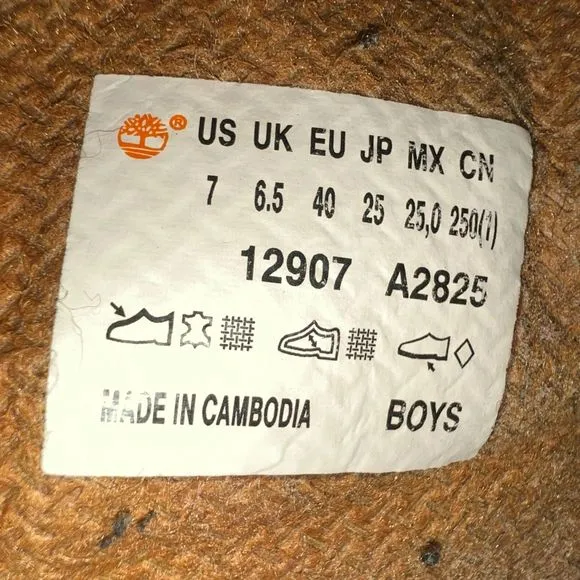 ® US UK EU JP MX CN
7 6.5 40 25 25,0 250(1)
12907 A2825
MADE IN CAMBODIA BOYS